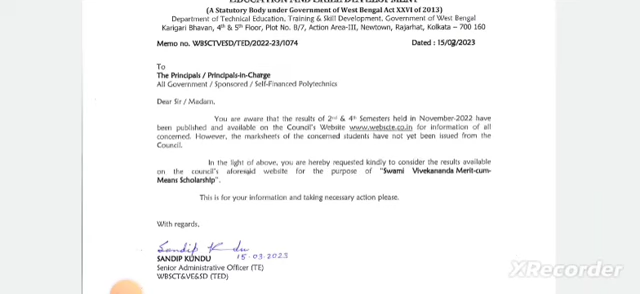 EDUCATION AND SKILL DEVELOPMENT
(A Statutory Body under Government of West Bengal Act XXVI of 2013)
Department of Technical Education, Training & Skill Development, Government of West Bengal
Karigari Bhavan, 4th & 5th Floor, Plot No. B/7, Action Area-III, Newtown, Rajarhat, Kolkata – 700 160
Memo no. WBSCTVESD/TED/2022-23/1074 Dated : 15/03/2023
To
The Principals / Principals-in-Charge
All Government / Sponsored / Self-Financed Polytechnics
Dear Sir / Madam,
You are aware that the results of 2nd & 4th Semesters held in November-2022 have
been published and available on the Council's Website www.webscte.co.in for information of all
concerned. However, the marksheets of the concerned students have not yet been issued from the
Council.
In the light of above, you are hereby requested kindly to consider the results available
on the council's aforesaid website for the purpose of "Swami Vivekananda Merit-cum-
Means Scholarship".
This is for your information and taking necessary action please.
With regards,
Sandip Kundu
15-03-2023
SANDIP KUNDU
Senior Administrative Officer (TE)
WBSCT&VE&SD (TED)
XRecorder